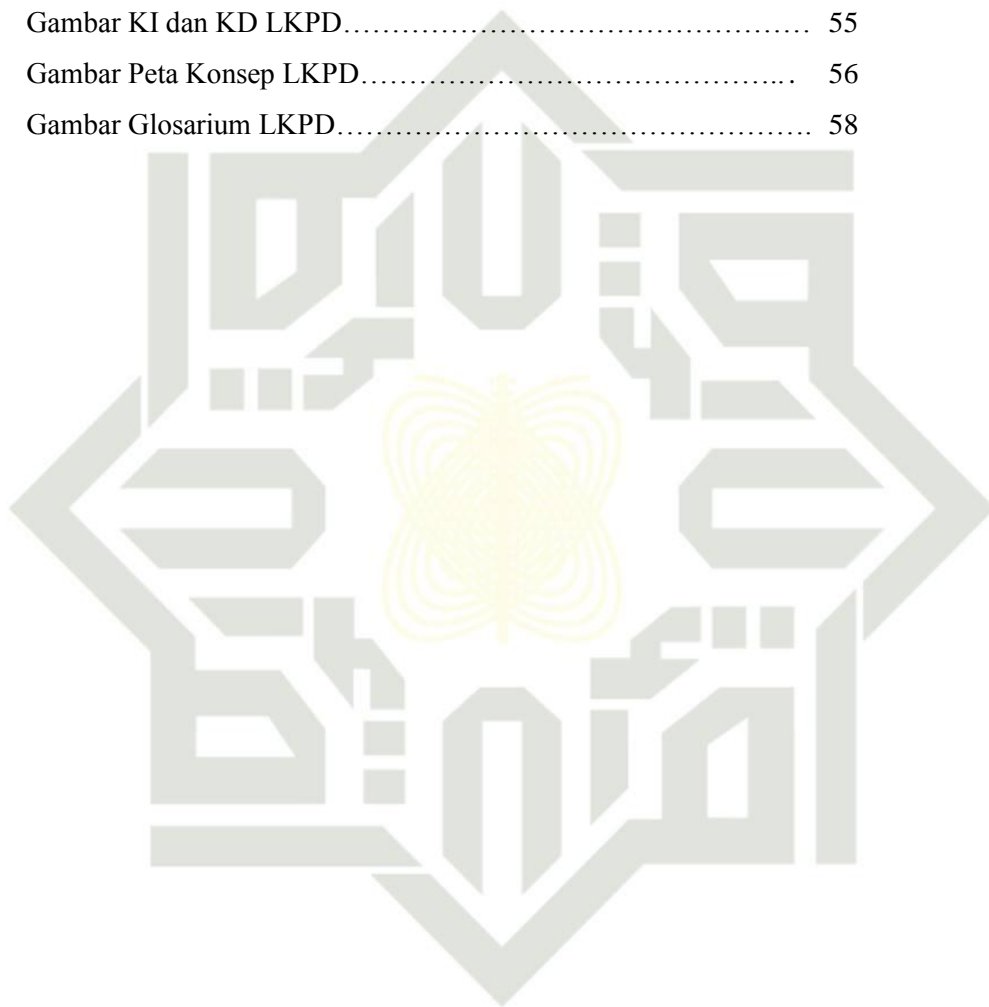 Gambar KI dan KD LKPD………………………………………… 55
Gambar Peta Konsep LKPD…………………………………….. . 56
Gambar Glosarium LKPD…………………………………………. 58